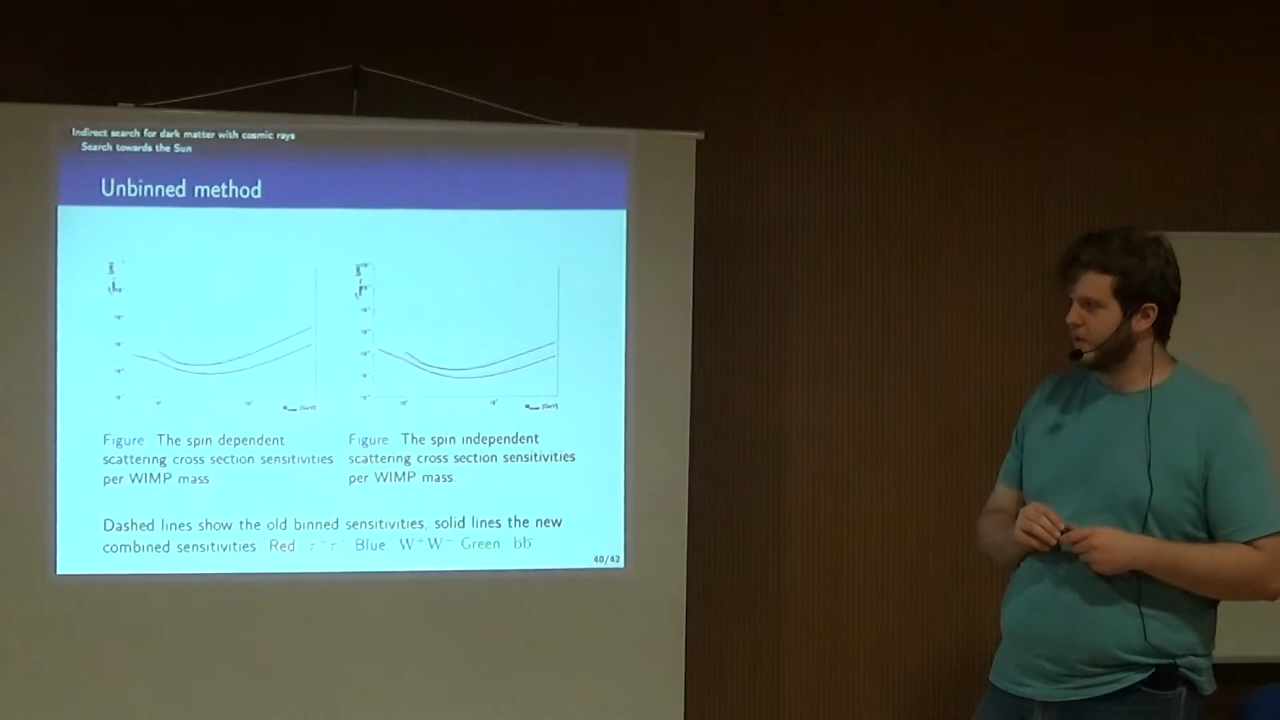 Indirect search for dark matter with cosmic rays
Search towards the Sun
Unbinned method
Figure The spin dependent
scattering cross section sensitivities
per WIMP mass
Figure The spin independent
scattering cross section sensitivities
per WIMP mass.
Dashed lines show the old binned sensitivities, solid lines the new
combined sensitivities Red τ⁺τ⁻ Blue W⁺W⁻ Green bb̄
40/42